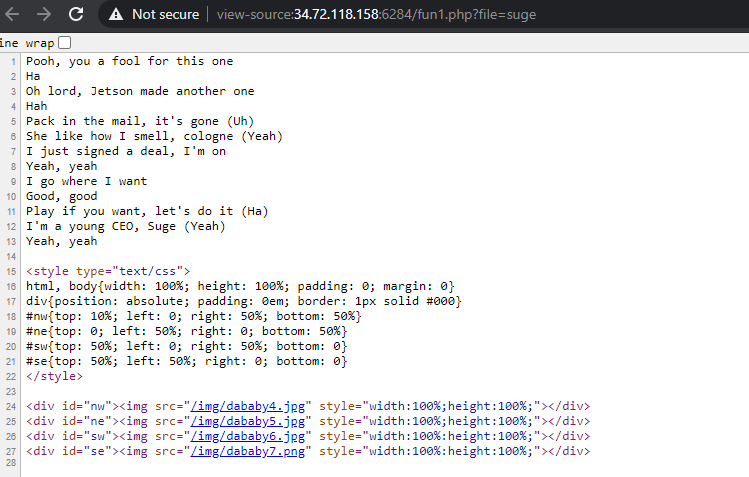 Not secure | view-source:34.72.118.158:6284/fun1.php?file=suge
ine wrap
1 Pooh, you a fool for this one
2 Ha
3 Oh lord, Jetson made another one
4 Hah
5 Pack in the mail, it's gone (Uh)
6 She like how I smell, cologne (Yeah)
7 I just signed a deal, I'm on
8 Yeah, yeah
9 I go where I want
10 Good, good
11 Play if you want, let's do it (Ha)
12 I'm a young CEO, Suge (Yeah)
13 Yeah, yeah
14
15 <style type="text/css">
16 html, body{width: 100%; height: 100%; padding: 0; margin: 0}
17 div{position: absolute; padding: 0em; border: 1px solid #000}
18 #nw{top: 10%; left: 0; right: 50%; bottom: 50%}
19 #ne{top: 0; left: 50%; right: 0; bottom: 50%}
20 #sw{top: 50%; left: 0; right: 50%; bottom: 0}
21 #se{top: 50%; left: 50%; right: 0; bottom: 0}
22 </style>
23
24 <div id="nw"><img src="/img/dababy4.jpg" style="width:100%;height:100%;"></div>
25 <div id="ne"><img src="/img/dababy5.jpg" style="width:100%;height:100%;"></div>
26 <div id="sw"><img src="/img/dababy6.jpg" style="width:100%:height:100%;"></div>
27 <div id="se"><img src="/img/dababy7.png" style="width:100%:height:100%;"></div>
28